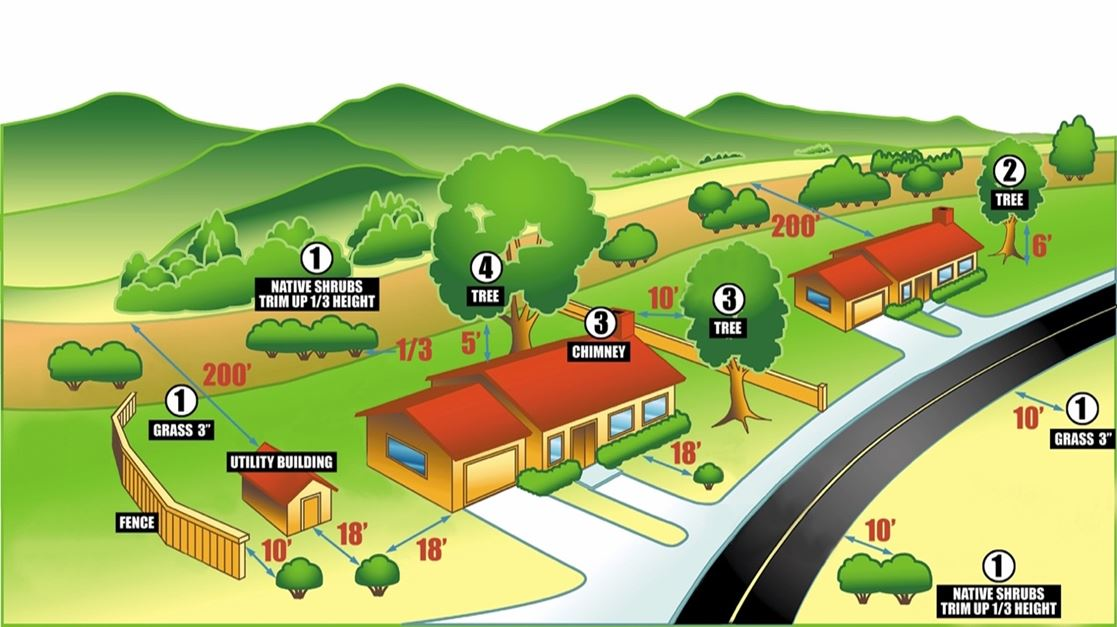 2
TREE
200'
6'
1
NATIVE SHRUBS
TRIM UP 1/3 HEIGHT
4
TREE
10'
3
TREE
3
CHIMNEY
5'
1/3
200'
1
GRASS 3"
10'
1
GRASS 3"
18'
UTILITY BUILDING
FENCE
10'
18'
18'
10'
1
NATIVE SHRUBS
TRIM UP 1/3 HEIGHT